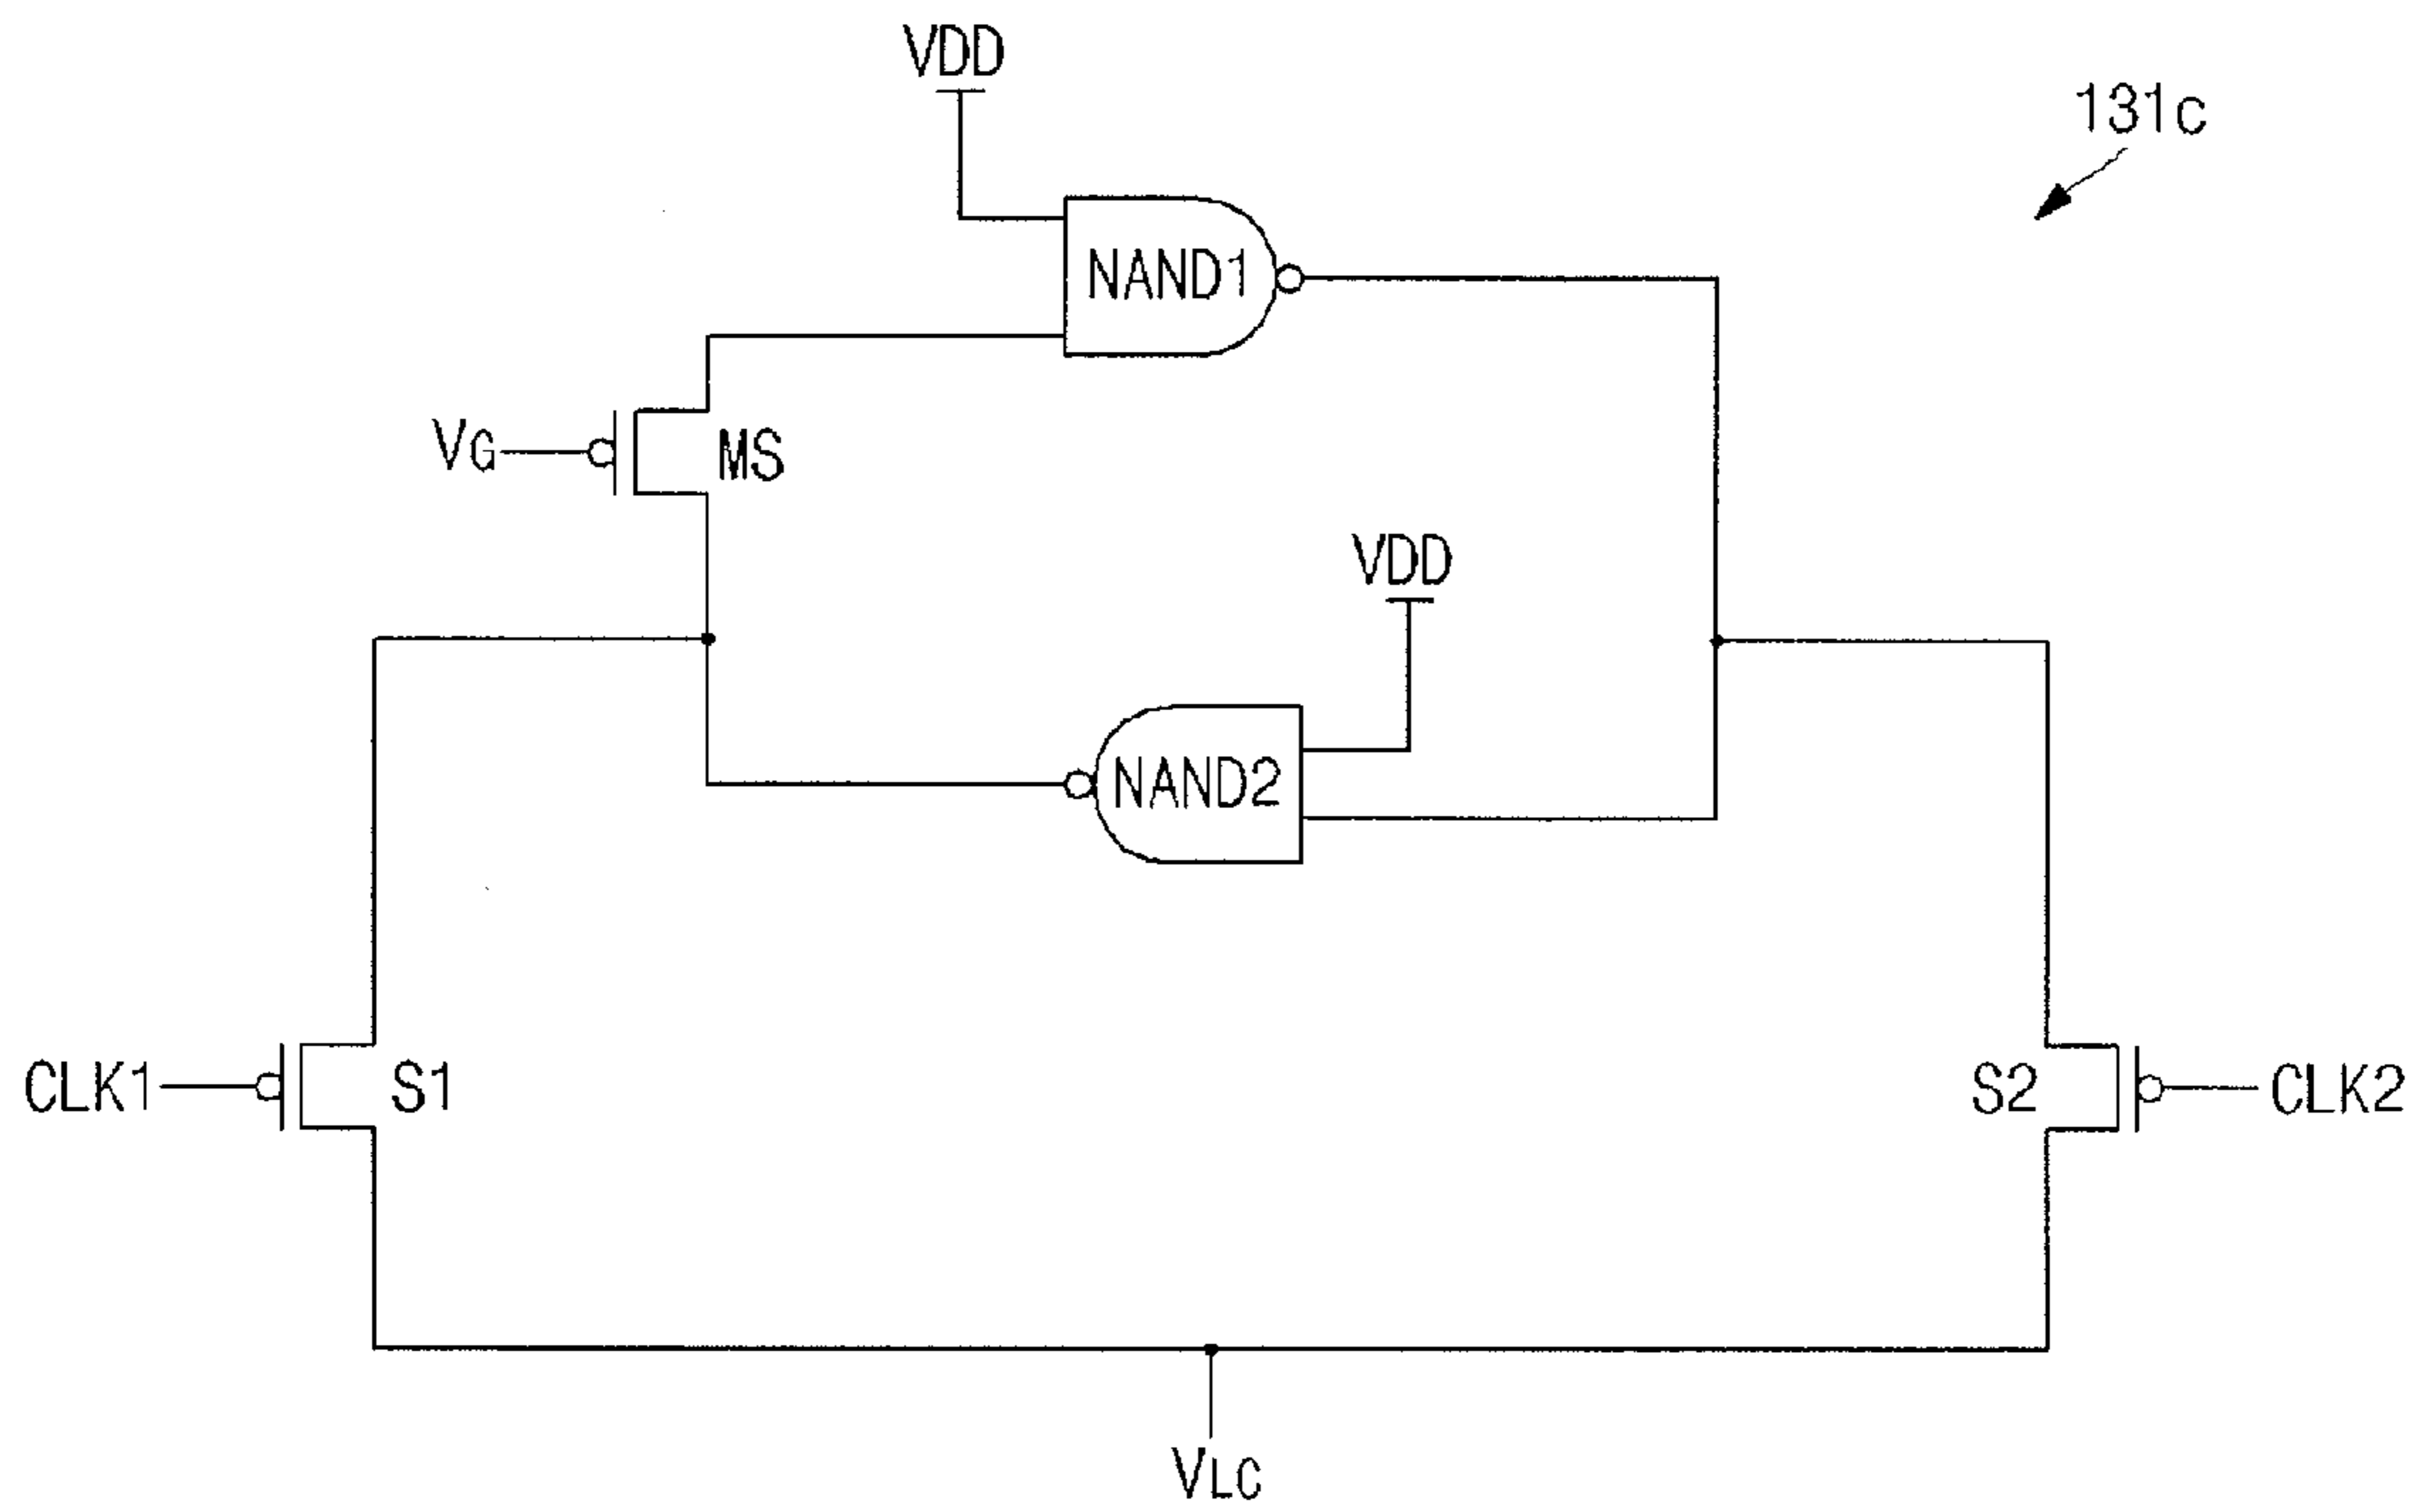 VDD
131c
NAND1
VG
MS
VDD
NAND2
CLK1
S1
S2
CLK2
VLC